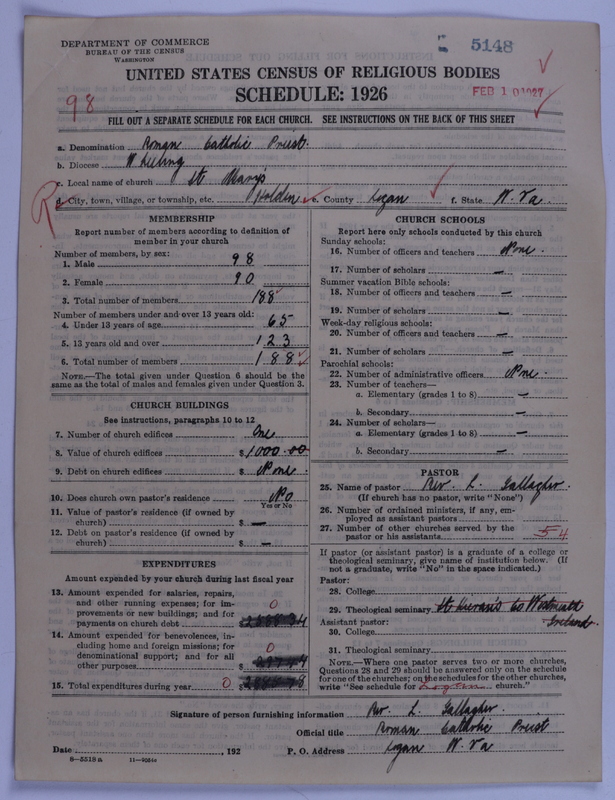 DEPARTMENT OF COMMERCE
BUREAU OF THE CENSUS
WASHINGTON
5148
UNITED STATES CENSUS OF RELIGIOUS BODIES
SCHEDULE: 1926
98
FEB 10 1927
FILL OUT A SEPARATE SCHEDULE FOR EACH CHURCH. SEE INSTRUCTIONS ON THE BACK OF THIS SHEET
a. Denomination Roman Catholic Priest.
b. Diocese Wheeling
c. Local name of church St Mary's
R d. City, town, village, or township, etc. Holden e. County Logan f. State W. Va.
MEMBERSHIP
Report number of members according to definition of
member in your church
Number of members, by sex:
1. Male 98
2. Female 90
3. Total number of members 188
Number of members under and over 13 years old:
4. Under 13 years of age 65
5. 13 years old and over 123
6. Total number of members 188
NOTE.—The total given under Question 6 should be the
same as the total of males and females given under Question 3.
CHURCH BUILDINGS
See instructions, paragraphs 10 to 12
7. Number of church edifices One
8. Value of church edifices $1000.00
9. Debt on church edifices $ None
10. Does church own pastor's residence No
Yes or No
11. Value of pastor's residence (if owned by
church) $ —
12. Debt on pastor's residence (if owned by
church) $ —
EXPENDITURES
Amount expended by your church during last fiscal year
13. Amount expended for salaries, repairs,
and other running expenses; for im-
provements or new buildings; and for
payments on church debt 0 $
14. Amount expended for benevolences, in-
cluding home and foreign missions; for
denominational support; and for all
other purposes 0 $
15. Total expenditures during year 0 $
CHURCH SCHOOLS
Report here only schools conducted by this church
Sunday schools:
16. Number of officers and teachers None.
17. Number of scholars —
Summer vacation Bible schools:
18. Number of officers and teachers —
19. Number of scholars —
Week-day religious schools:
20. Number of officers and teachers —
21. Number of scholars —
Parochial schools:
22. Number of administrative officers None.
23. Number of teachers—
a. Elementary (grades 1 to 8) —
b. Secondary
24. Number of scholars—
a. Elementary (grades 1 to 8) —
b. Secondary —
PASTOR
25. Name of pastor Rev. L. Gallagher.
(If church has no pastor, write "None")
26. Number of ordained ministers, if any, em-
ployed as assistant pastors
27. Number of other churches served by the
pastor or his assistants 4
If pastor (or assistant pastor) is a graduate of a college or
theological seminary, give name of institution below. (If
not a graduate, write "No" in the space indicated.)
Pastor:
28. College
29. Theological seminary St Kieran's Co Westmeath
Ireland.
Assistant pastor:
30. College
31. Theological seminary
NOTE.—Where one pastor serves two or more churches,
Questions 28 and 29 should be answered only on the schedule
for one of the churches; on the schedules for the other churches,
write "See schedule for Logan church."
Signature of person furnishing information Rev. L. Gallagher.
Official title Roman Catholic Priest
Date , 192 P. O. Address Logan W. Va
8—5518 a 11—9564a